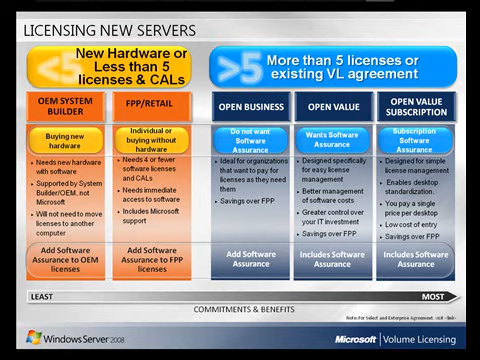 LICENSING NEW SERVERS
<5
New Hardware or
Less than 5
licenses & CALs
>5
More than 5 licenses or
existing VL agreement
OEM SYSTEM
BUILDER
Buying new
hardware
• Needs new hardware
with software
• Supported by System
Builder/OEM, not
Microsoft
• Will not need to move
licenses to another
computer
Add Software
Assurance to OEM
licenses
FPP/RETAIL
Individual or
buying without
hardware
• Needs 4 or fewer
software licenses
and CALs
• Needs immediate
access to software
• Includes Microsoft
support
Add Software
Assurance to FPP
licenses
OPEN BUSINESS
Do not want
Software
Assurance
• Ideal for organizations
that want to pay for
licenses as they need
them
• Savings over FPP
Add Software
Assurance
OPEN VALUE
Wants Software
Assurance
• Designed specifically
for easy license
management
• Better management
of software costs
• Greater control over
your IT investment
• Savings over FPP
Includes Software
Assurance
OPEN VALUE
SUBSCRIPTION
Subscription
Software
Assurance
• Designed for simple
license management
• Enables desktop
standardization.
• You pay a single
price per desktop
• Low cost of entry
• Savings over FPP
Includes Software
Assurance
LEAST
MOST
COMMITMENTS & BENEFITS
Note: For Select and Enterprise Agreement,
Windows Server 2008
Microsoft Volume Licensing